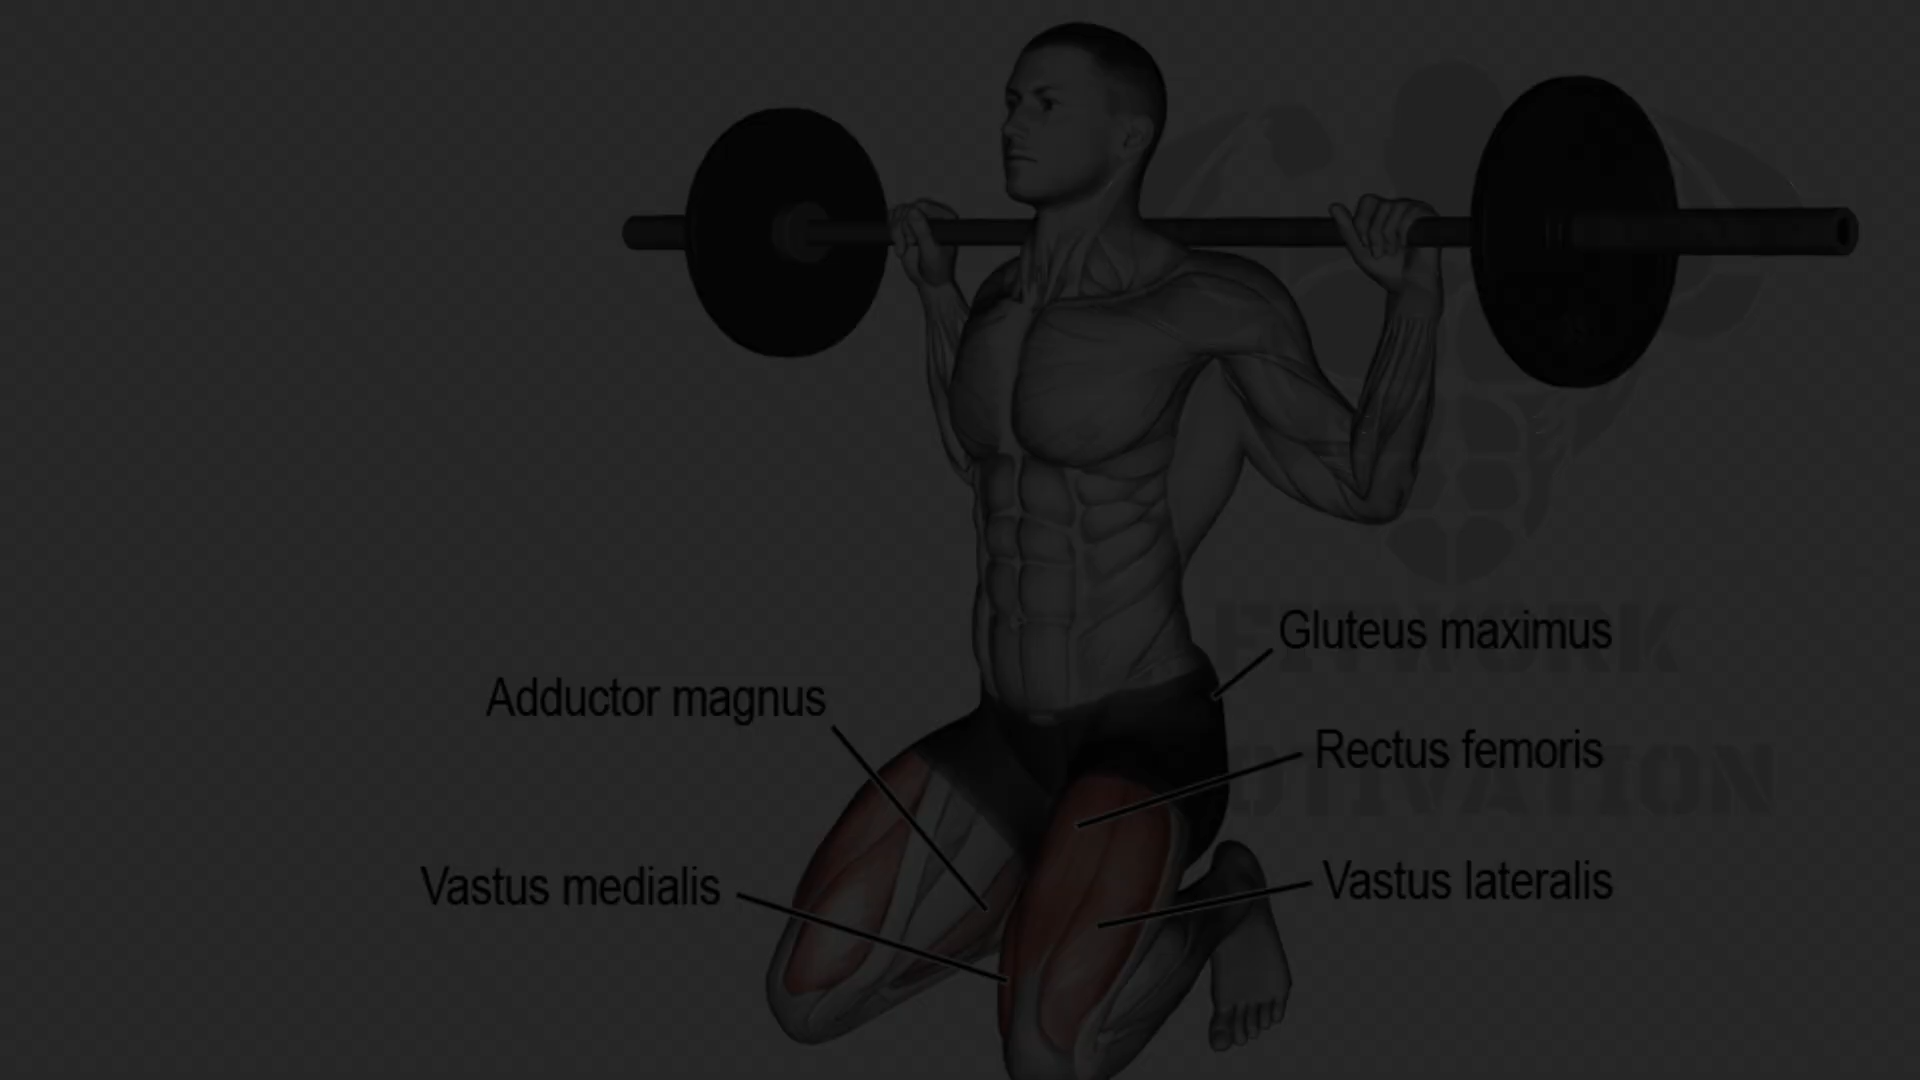 Gluteus maximus
Adductor magnus
Rectus femoris
Vastus medialis
Vastus lateralis